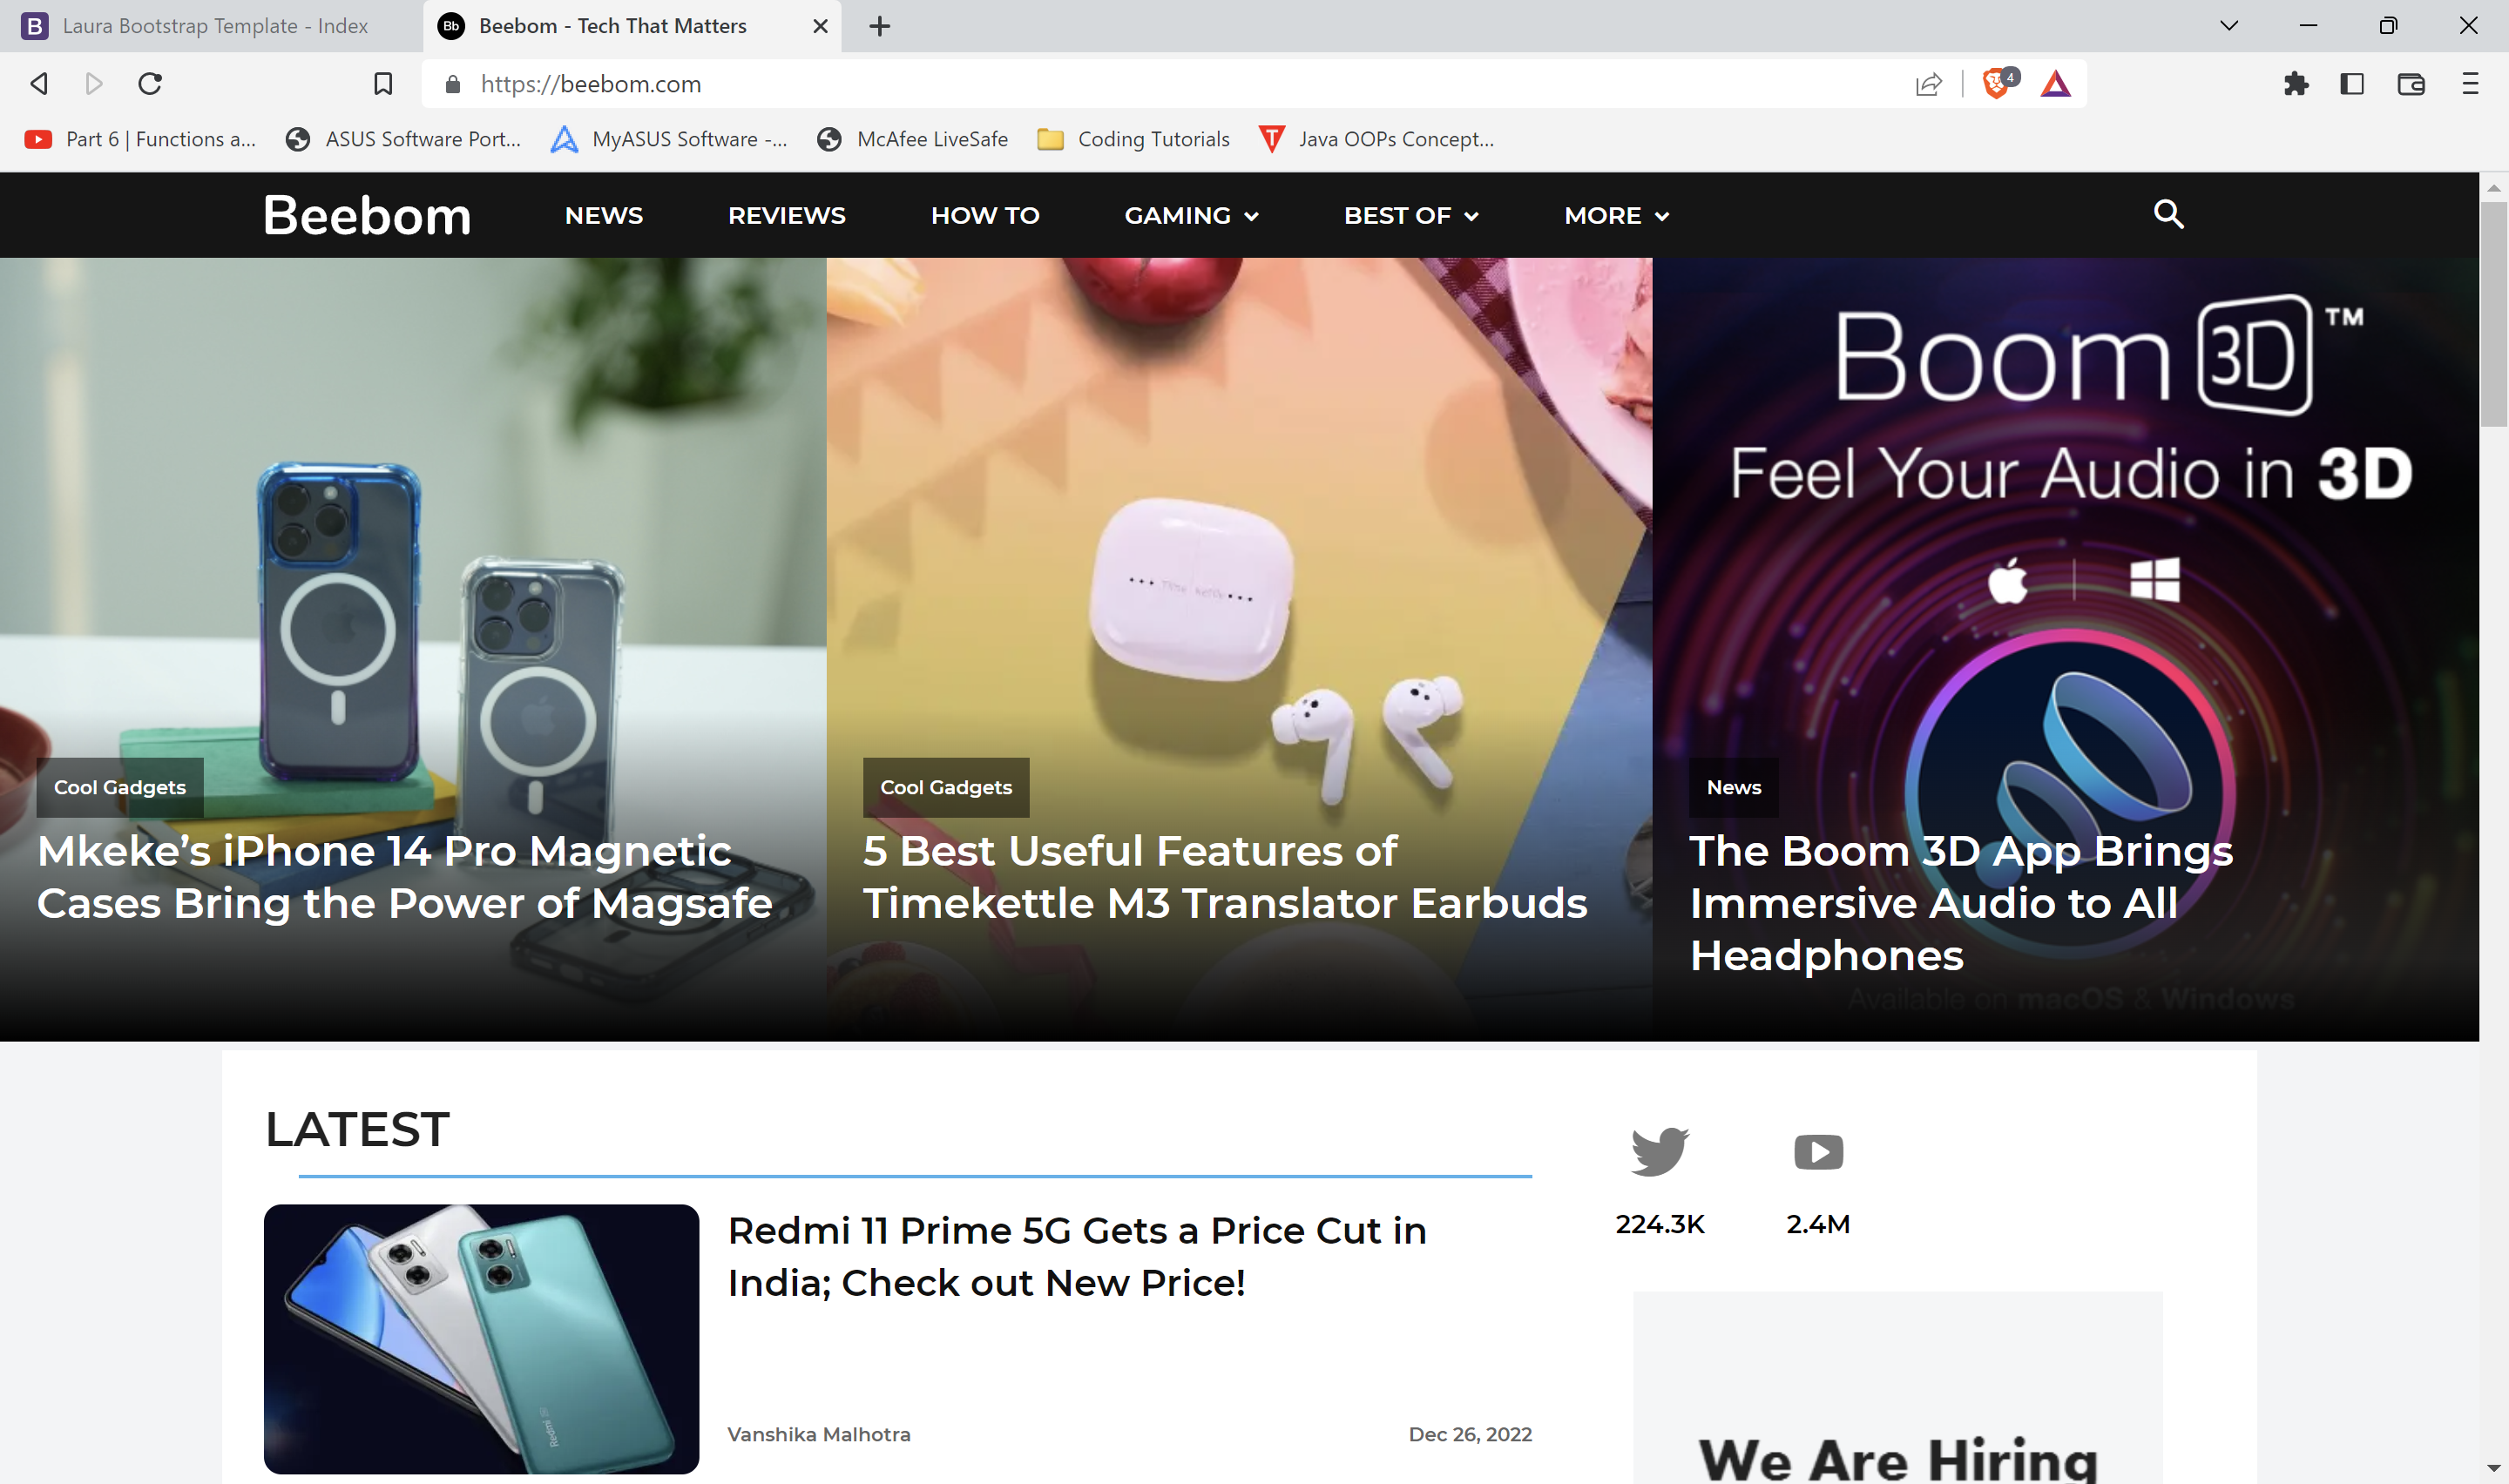 Laura Bootstrap Template - Index
Bb Beebom - Tech That Matters
https://beebom.com
4
Part 6 | Functions a...
ASUS Software Port...
MyASUS Software -...
McAfee LiveSafe
Coding Tutorials
Java OOPs Concept...
Beebom
NEWS
REVIEWS
HOW TO
GAMING
BEST OF
MORE
Cool Gadgets
Mkeke’s iPhone 14 Pro Magnetic
Cases Bring the Power of Magsafe
Cool Gadgets
5 Best Useful Features of
Timekettle M3 Translator Earbuds
Boom 3D™
Feel Your Audio in 3D
News
The Boom 3D App Brings
Immersive Audio to All
Headphones
Available on macOS & Windows
LATEST
Redmi 11 Prime 5G Gets a Price Cut in
India; Check out New Price!
Vanshika Malhotra
Dec 26, 2022
Redmi
224.3K
2.4M
We Are Hiring